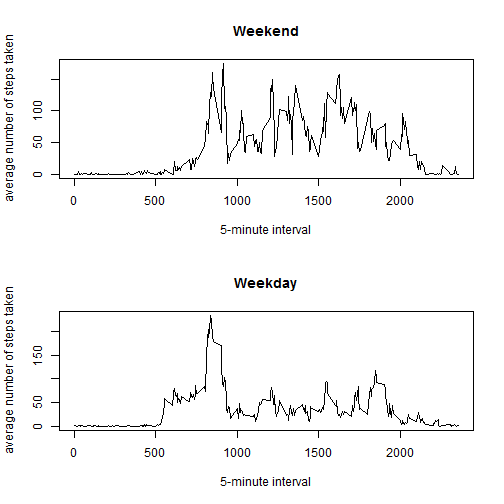 Weekend
average number of steps taken
100
50
0
0
500
1000
1500
2000
5-minute interval
Weekday
average number of steps taken
150
50
0
0
500
1000
1500
2000
5-minute interval